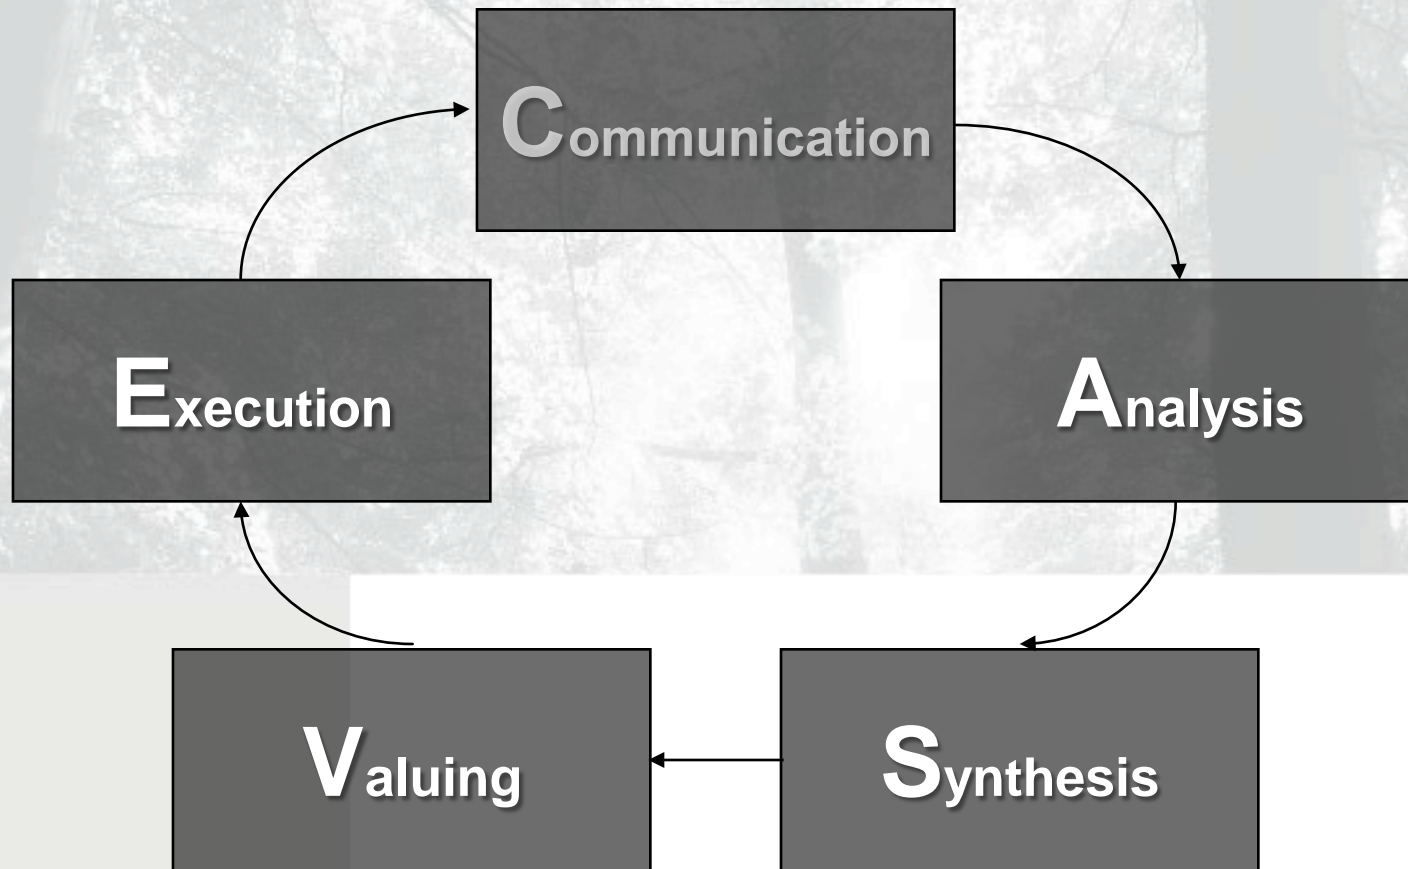 Communication
Execution
Analysis
Valuing
Synthesis